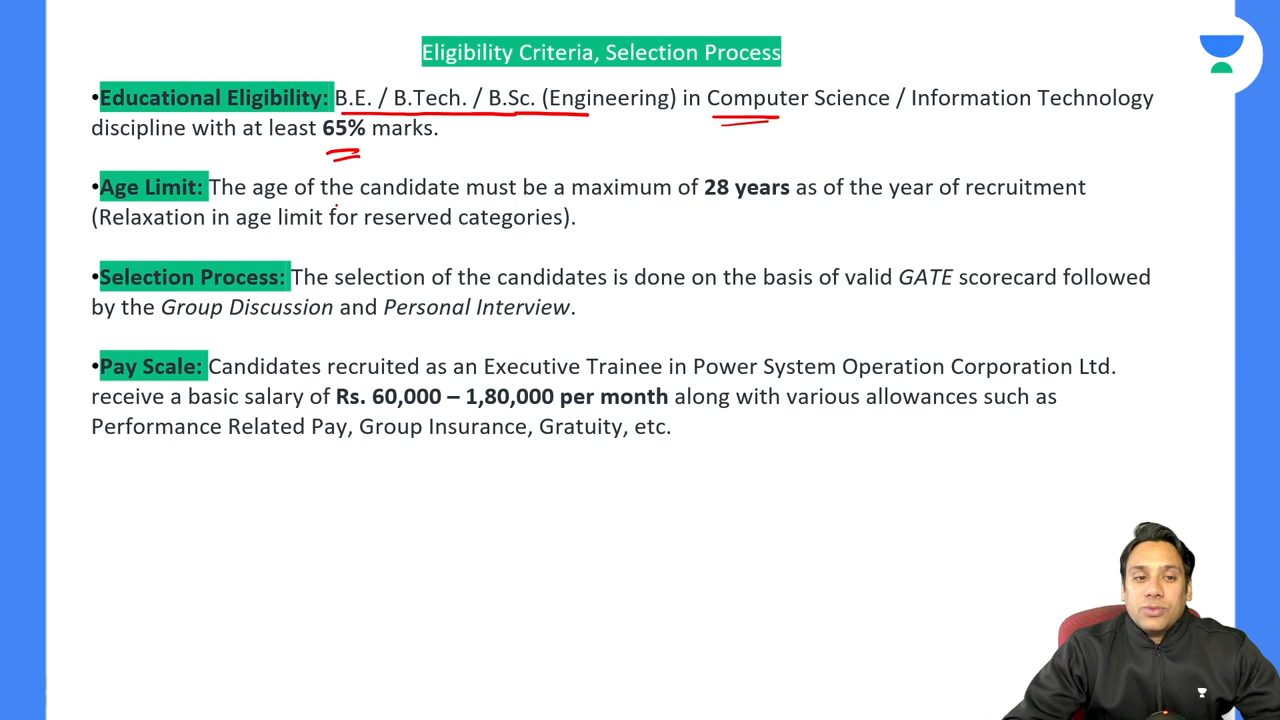 Eligibility Criteria, Selection Process
•Educational Eligibility: B.E. / B.Tech. / B.Sc. (Engineering) in Computer Science / Information Technology
discipline with at least 65% marks.
•Age Limit: The age of the candidate must be a maximum of 28 years as of the year of recruitment
(Relaxation in age limit for reserved categories).
•Selection Process: The selection of the candidates is done on the basis of valid GATE scorecard followed
by the Group Discussion and Personal Interview.
•Pay Scale: Candidates recruited as an Executive Trainee in Power System Operation Corporation Ltd.
receive a basic salary of Rs. 60,000 – 1,80,000 per month along with various allowances such as
Performance Related Pay, Group Insurance, Gratuity, etc.